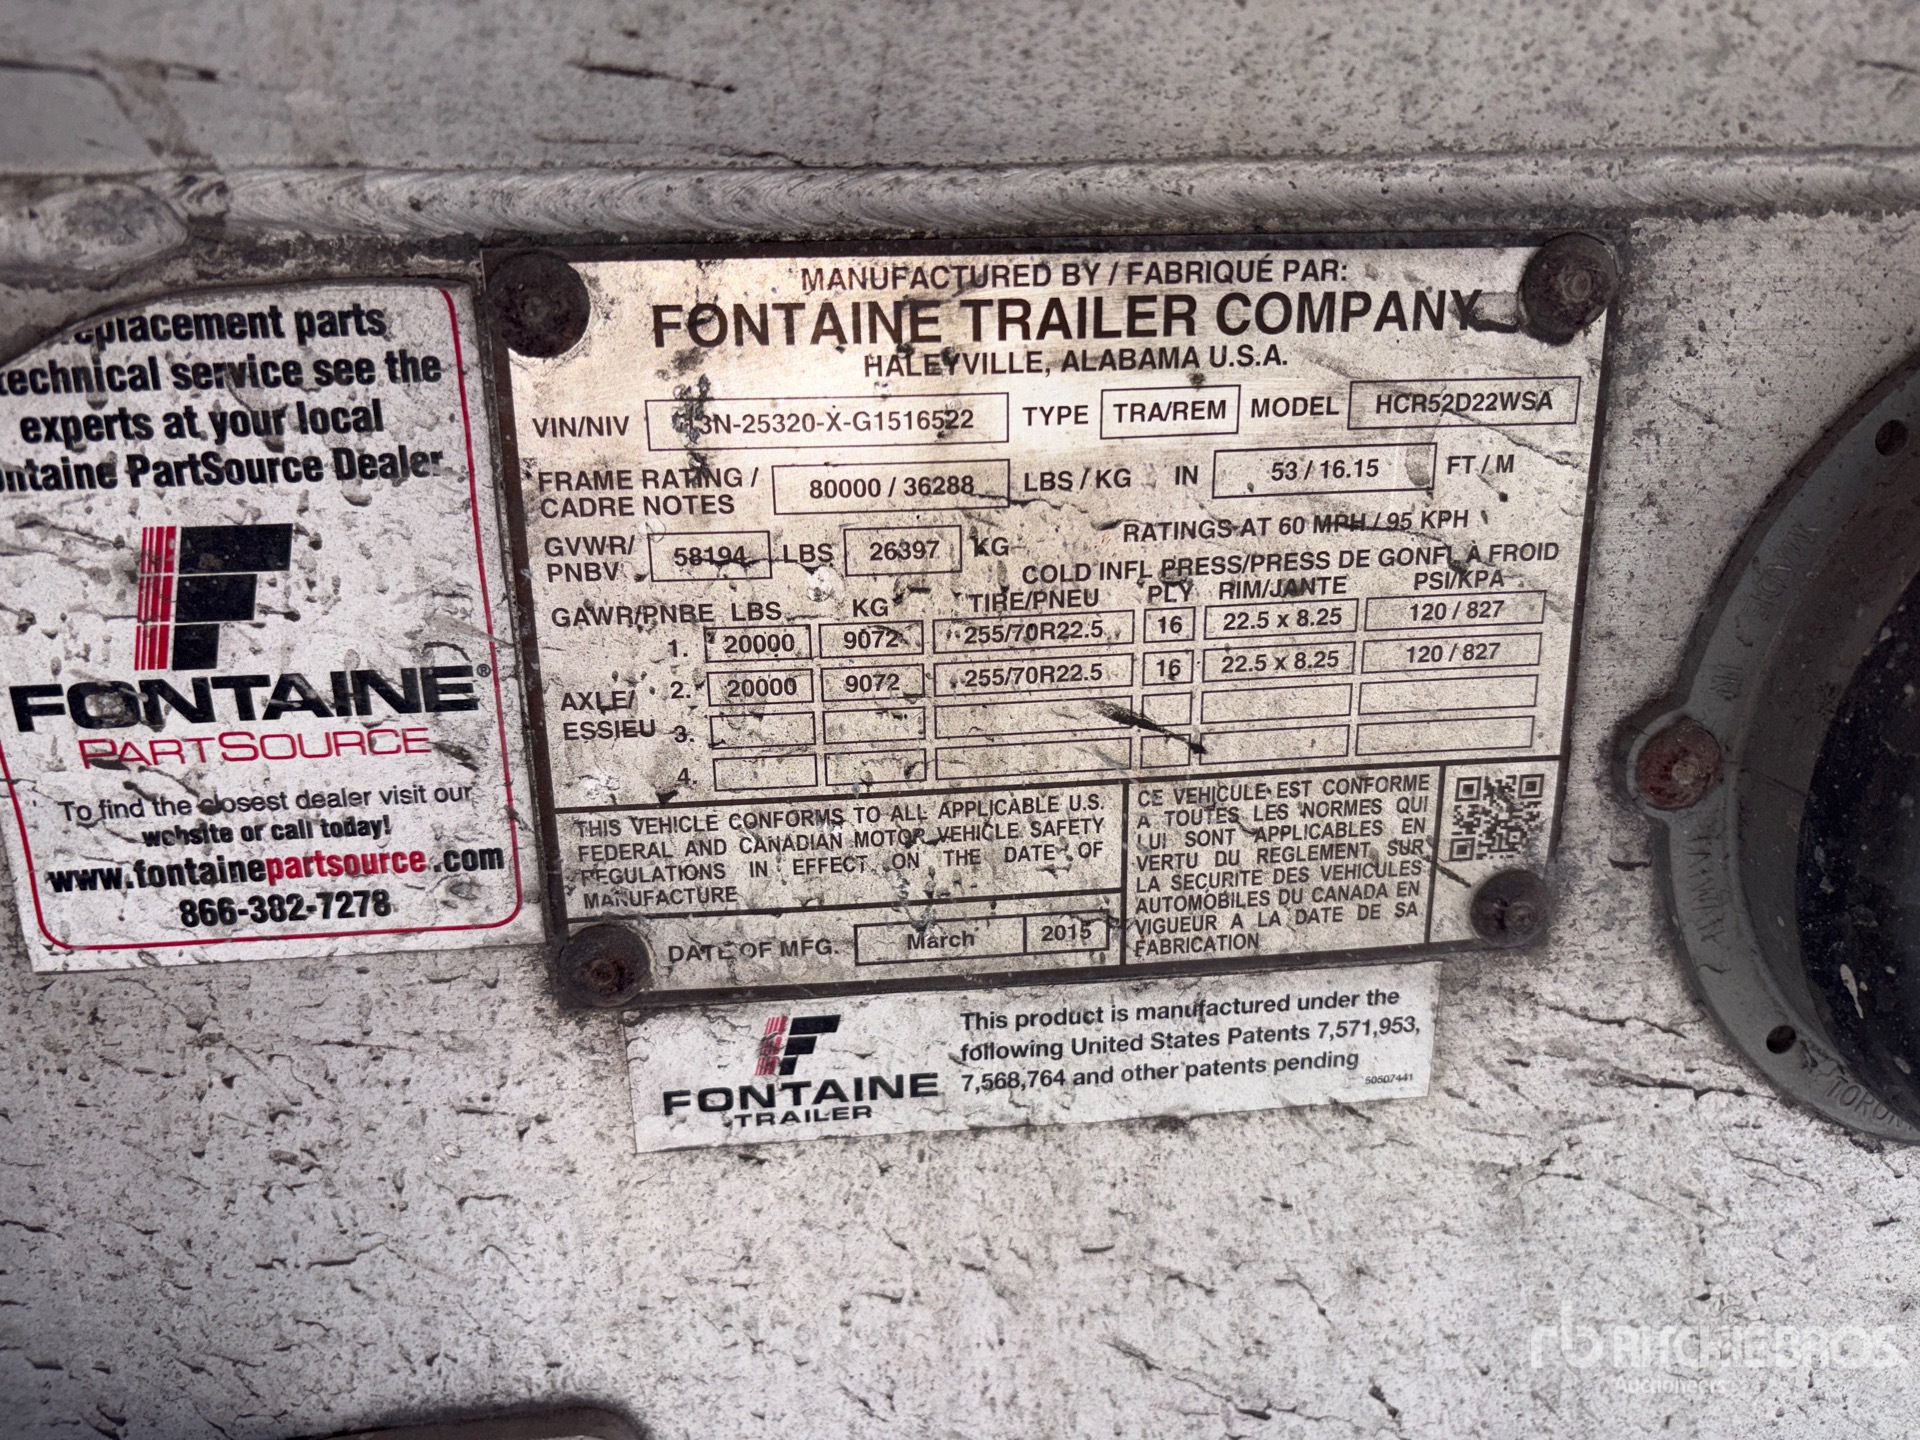 MANUFACTURED BY / FABRIQUÉ PAR:
FONTAINE TRAILER COMPANY
HALEYVILLE, ALABAMA U.S.A.
VIN/NIV 13N-25320-X-G1516522 TYPE TRA/REM MODEL HCR52D22WSA
FRAME RATING / CADRE NOTES 80000 / 36288 LBS / KG IN 53 / 16.15 FT / M
GVWR/ PNBV 58194 LBS 26397 KG
RATINGS AT 60 MPH / 95 KPH
COLD INFL PRESS/PRESS DE GONFL À FROID
GAWR/PNBE LBS KG TIRE/PNEU PLY RIM/JANTE PSI/KPA
1. 20000 9072 255/70R22.5 16 22.5 x 8.25 120 / 827
AXLE/ ESSIEU
2. 20000 9072 255/70R22.5 16 22.5 x 8.25 120 / 827
3.
4.
THIS VEHICLE CONFORMS TO ALL APPLICABLE U.S.
FEDERAL AND CANADIAN MOTOR VEHICLE SAFETY
REGULATIONS IN EFFECT ON THE DATE OF
MANUFACTURE
DATE OF MFG. March 2015
CE VEHICULE EST CONFORME
A TOUTES LES NORMES QUI
LUI SONT APPLICABLES EN
VERTU DU REGLEMENT SUR
LA SECURITE DES VEHICULES
AUTOMOBILES DU CANADA EN
VIGUEUR A LA DATE DE SA
FABRICATION
placement parts
technical service see the
experts at your local
ntaine PartSource Dealer
FONTAINE®
PARTSOURCE
To find the closest dealer visit our
website or call today!
www.fontainepartsource.com
866-382-7278
FONTAINE
TRAILER
This product is manufactured under the
following United States Patents 7,571,953,
7,568,764 and other patents pending
50507441
rb RITCHIE BROS
Auctioneers